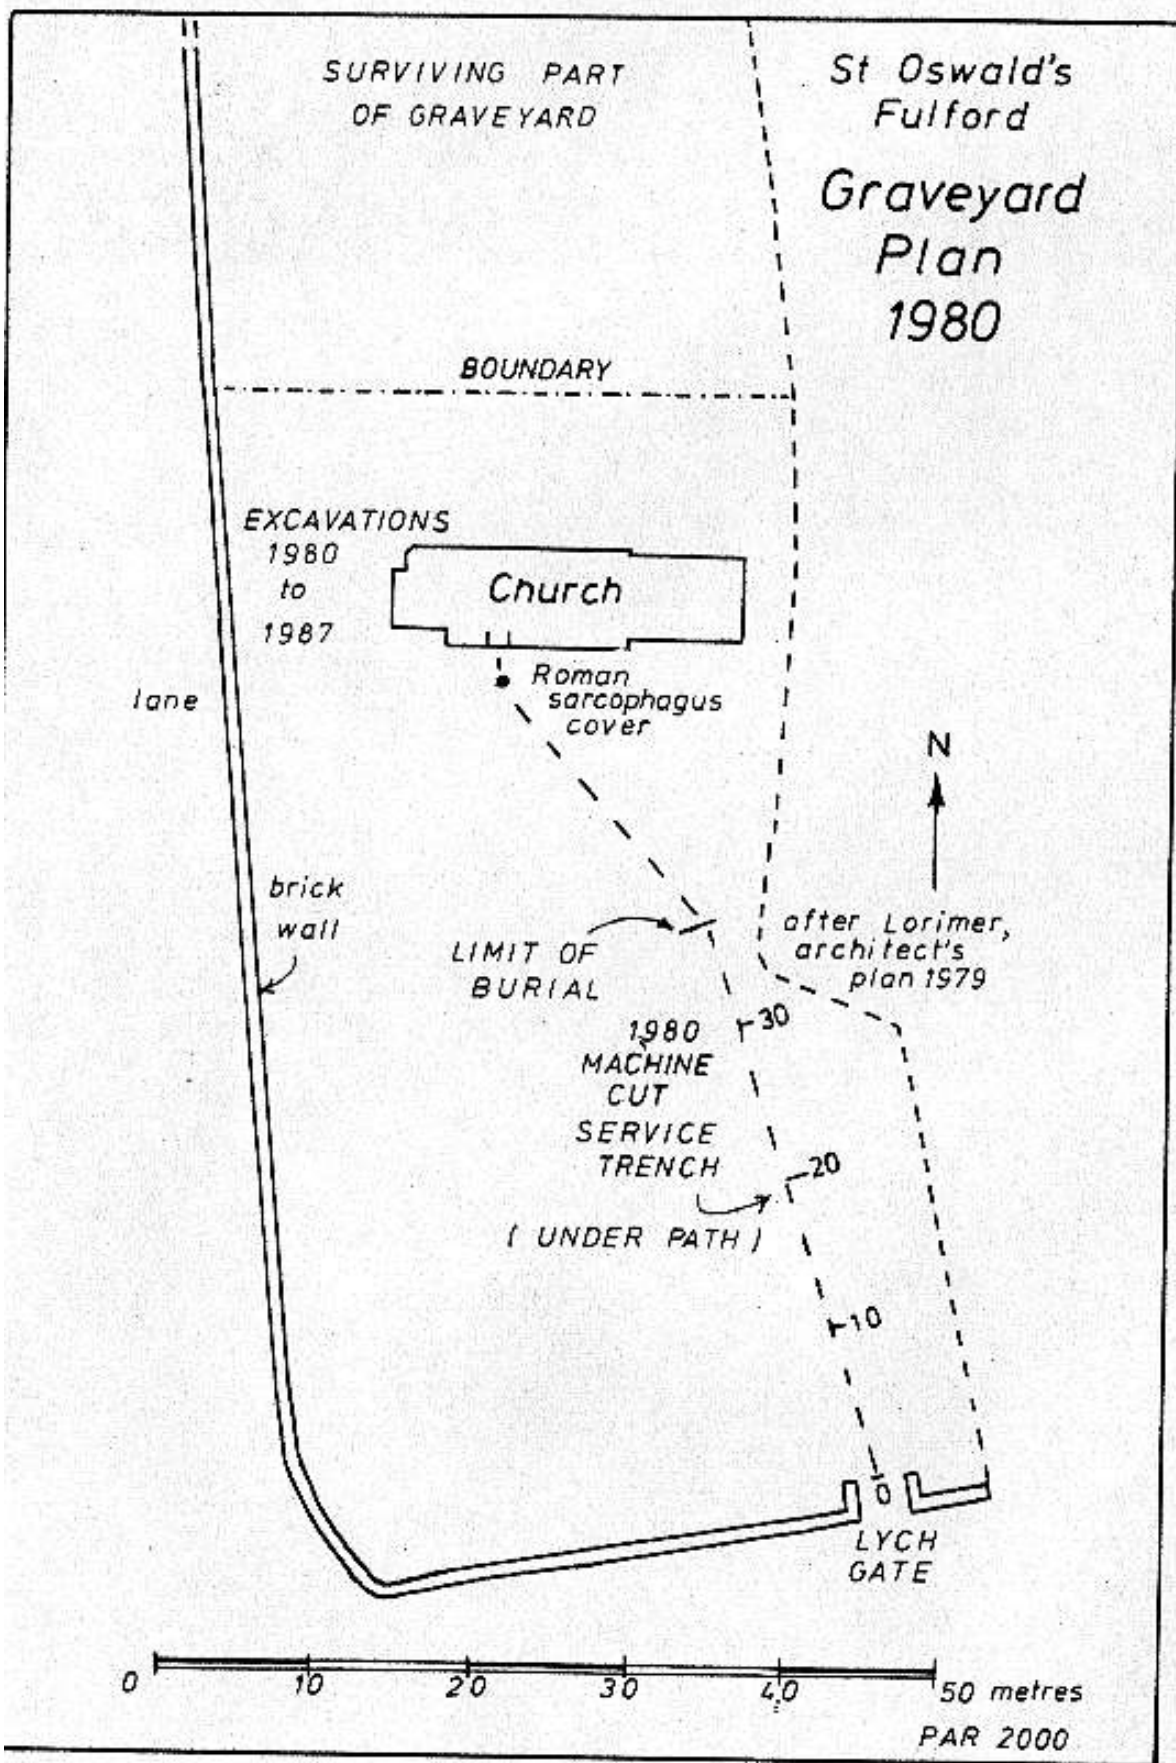 SURVIVING PART
OF GRAVEYARD
St Oswald's
Fulford
Graveyard
Plan
1980
BOUNDARY
EXCAVATIONS
1980
to
1987
Church
Roman
sarcophagus
cover
lane
N
brick
wall
LIMIT OF
BURIAL
after Lorimer,
architect's
plan 1979
30
1980
MACHINE
CUT
SERVICE
TRENCH
20
( UNDER PATH )
10
0
LYCH
GATE
0 10 20 30 40 50 metres
PAR 2000